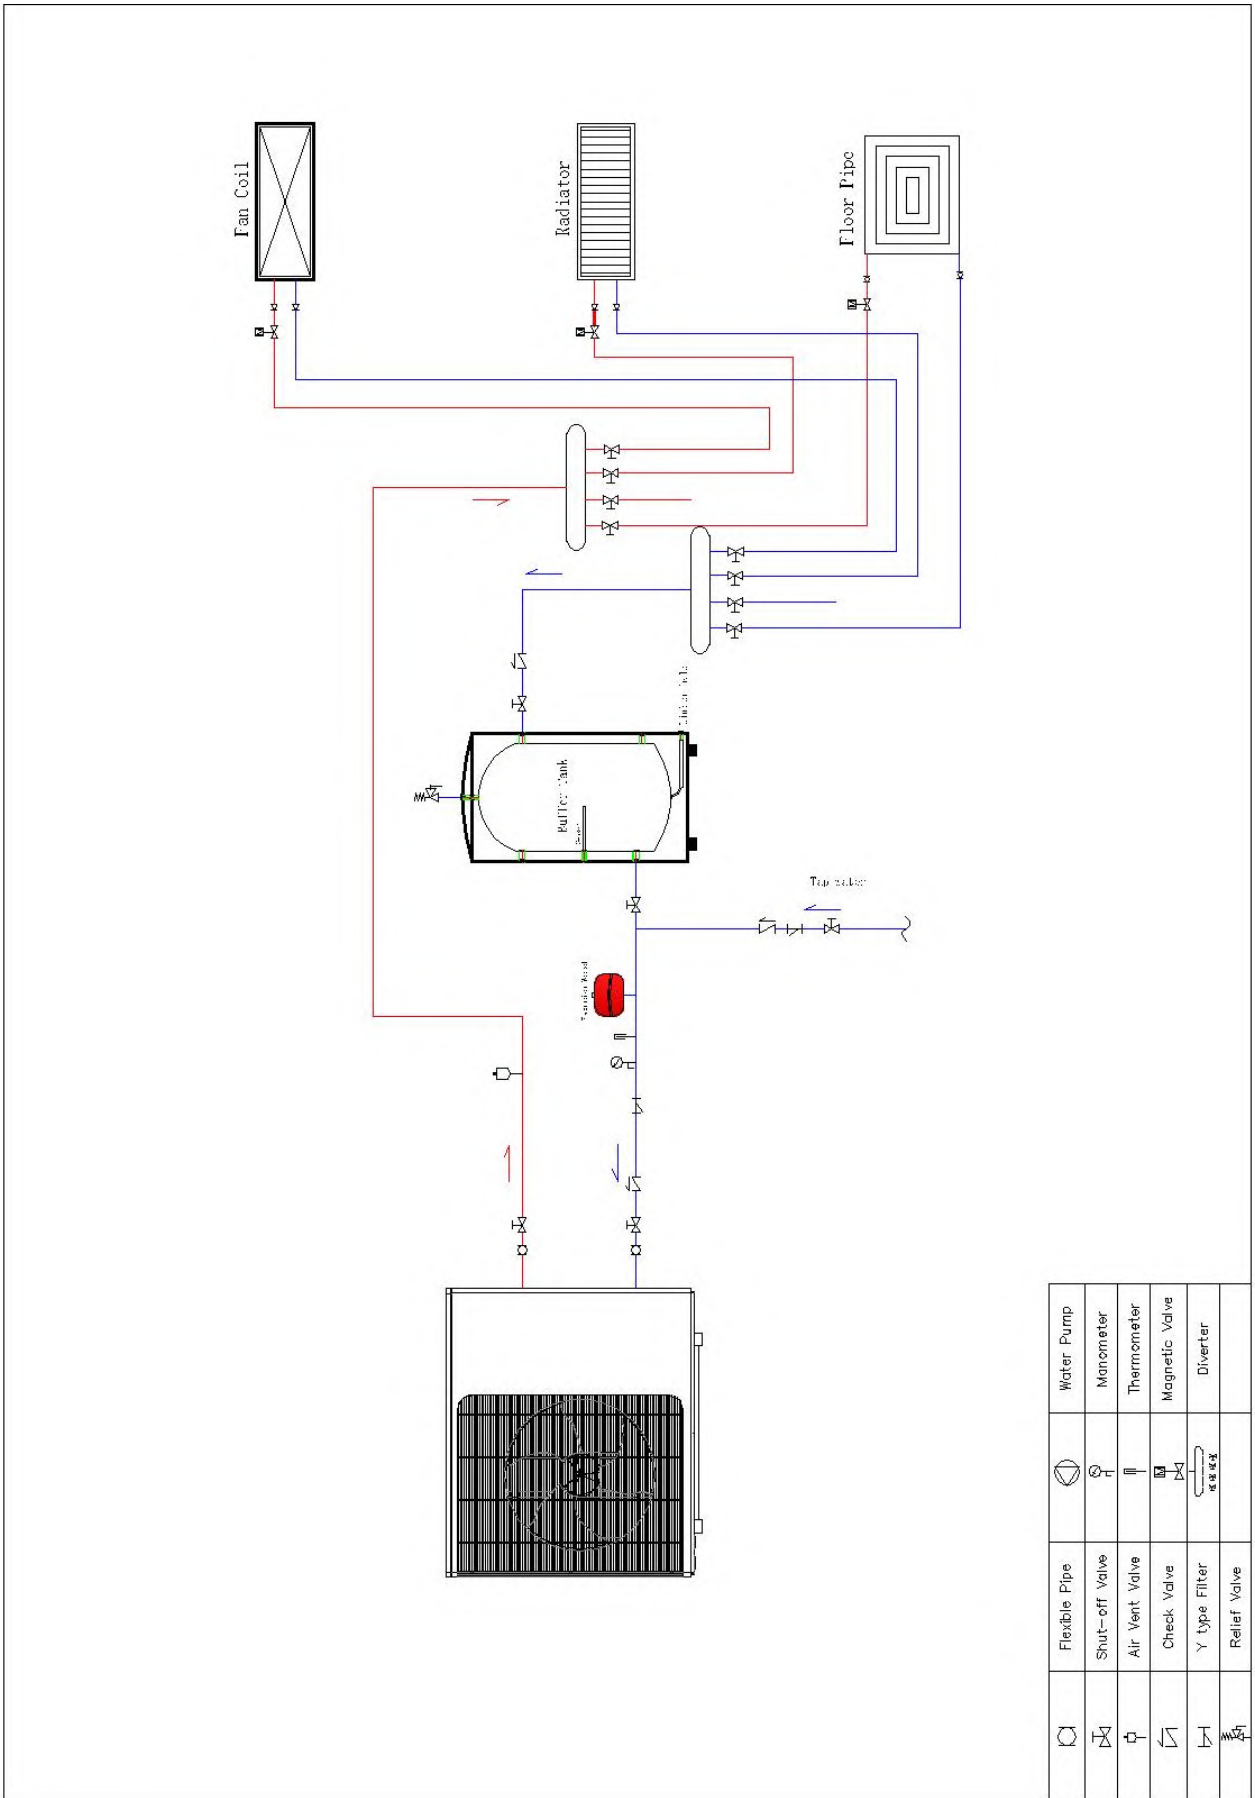 Fan Coil
Radiator
Floor Pipe
Buffer Tank
Tap water
M
M
M
Flexible Pipe
Water Pump
Shut-off Valve
Manometer
Air Vent Valve
Thermometer
Check Valve
M
Magnetic Valve
Y type Filter
Diverter
Relief Valve